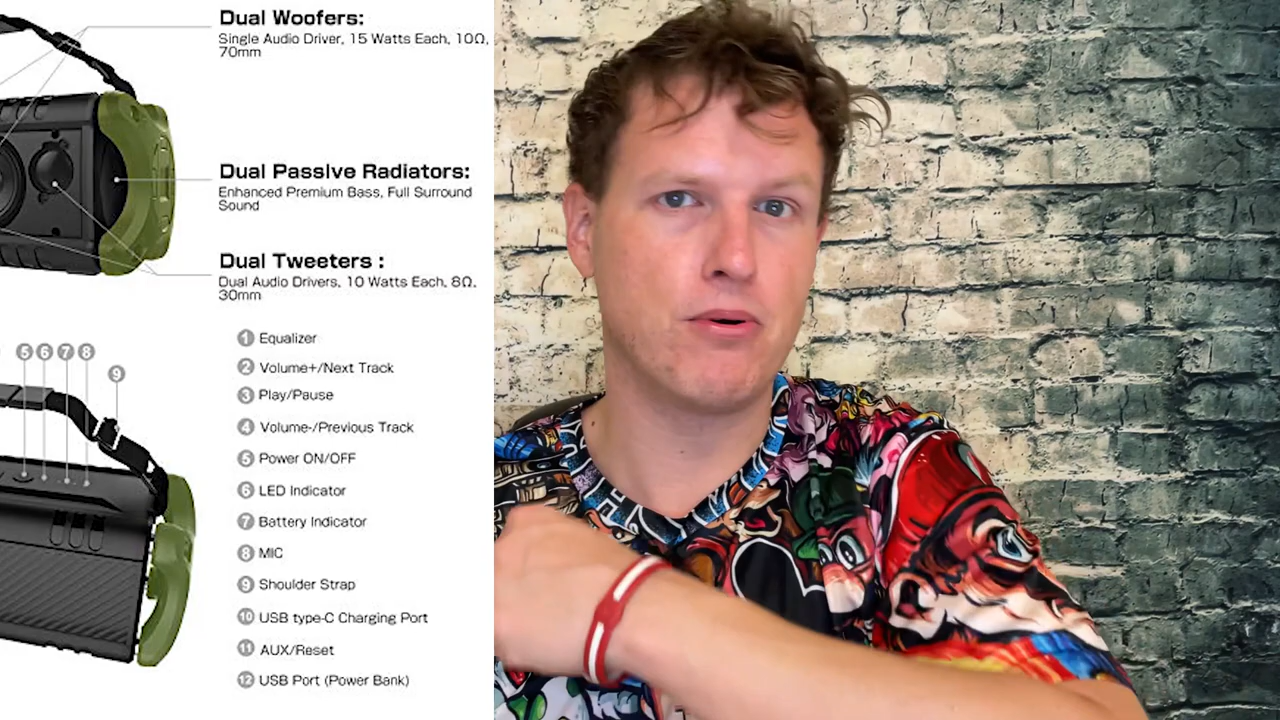 Dual Woofers:
Single Audio Driver, 15 Watts Each, 10Ω,
70mm
Dual Passive Radiators:
Enhanced Premium Bass, Full Surround
Sound
Dual Tweeters :
Dual Audio Drivers, 10 Watts Each, 8Ω,
30mm
5 6 7 8
9
1 Equalizer
2 Volume+/Next Track
3 Play/Pause
4 Volume-/Previous Track
5 Power ON/OFF
6 LED Indicator
7 Battery Indicator
8 MIC
9 Shoulder Strap
10 USB type-C Charging Port
11 AUX/Reset
12 USB Port (Power Bank)